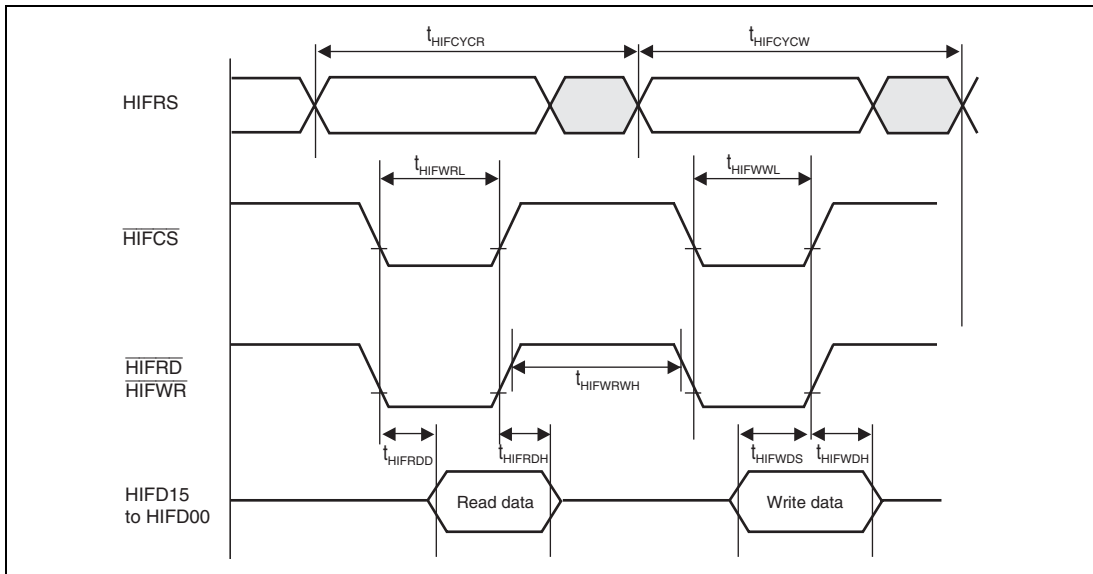 tHIFCYCR
tHIFCYCW
HIFRS
tHIFWRL
tHIFWWL
HIFCS
HIFRD
HIFWR
tHIFWRWH
tHIFRDD
tHIFRDH
tHIFWDS
tHIFWDH
HIFD15
to HIFD00
Read data
Write data